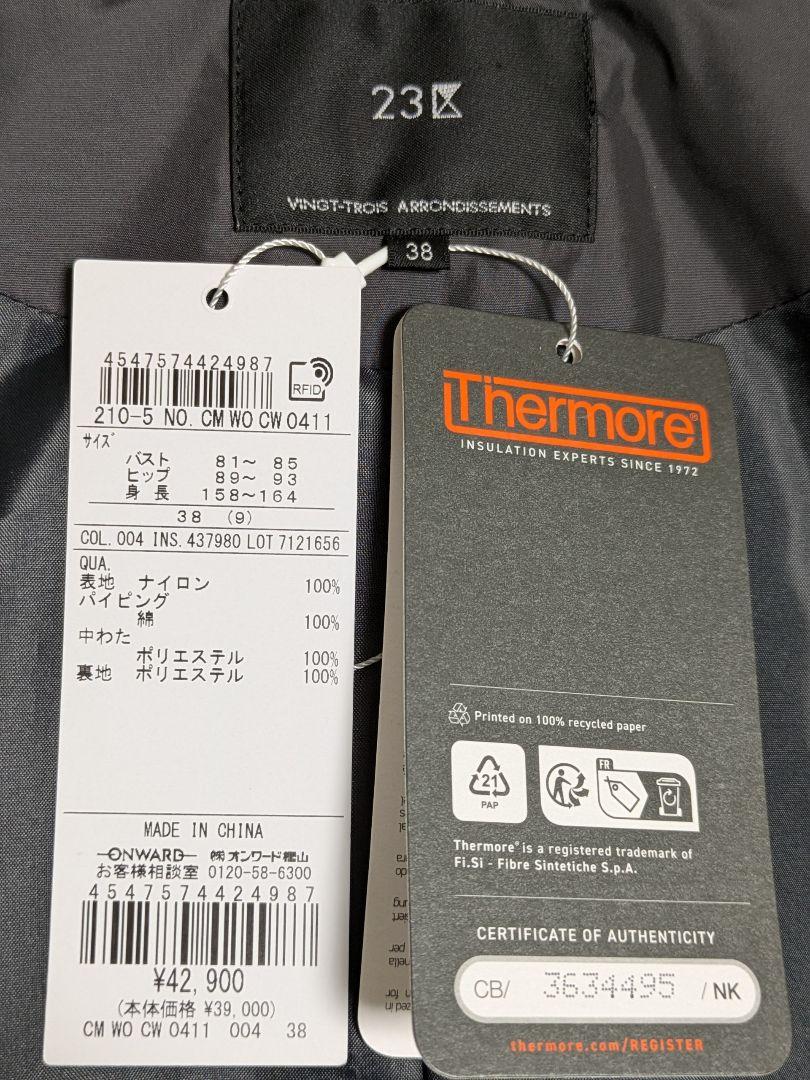 23区
VINGT-TROIS ARRONDISSEMENTS
38
4547574424987
RFID
210-5 NO. CM WO CW 0411
サイズ
バスト 81～ 85
ヒップ 89～ 93
身長 158～164
38 (9)
COL. 004 INS. 437980 LOT 7121656
QUA.
表地 ナイロン 100%
パイピング
綿 100%
中わた
ポリエステル 100%
裏地 ポリエステル 100%
MADE IN CHINA
ONWARD ㈱オンワード樫山
お客様相談室 0120-58-6300
4547574424987
¥42,900
(本体価格 ¥39,000)
CM WO CW 0411 004 38
Thermore®
INSULATION EXPERTS SINCE 1972
Printed on 100% recycled paper
21
PAP
FR
Thermore® is a registered trademark of
Fi.Si - Fibre Sintetiche S.p.A.
CERTIFICATE OF AUTHENTICITY
CB/ 3634495 / NK
thermore.com/REGISTER